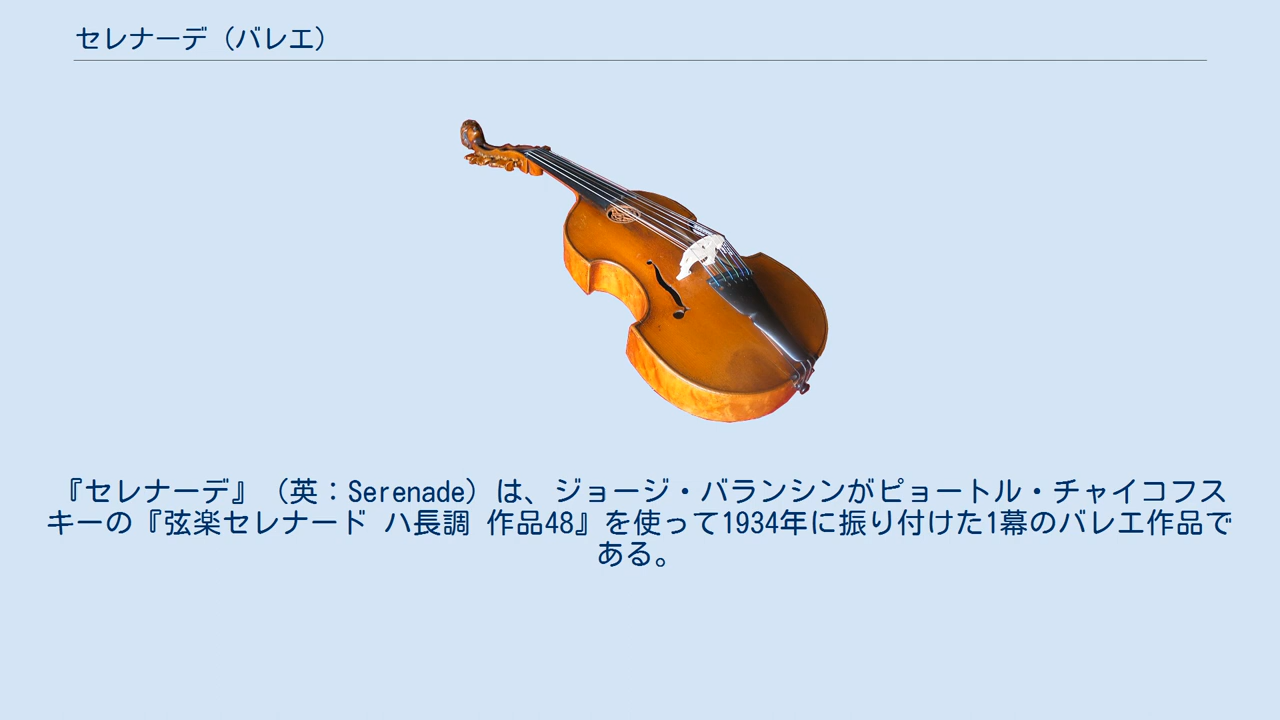 セレナーデ（バレエ）
『セレナーデ』（英：Serenade）は、ジョージ・バランシンがピョートル・チャイコフス
キーの『弦楽セレナード ハ長調 作品48』を使って1934年に振り付けた1幕のバレエ作品で
ある。